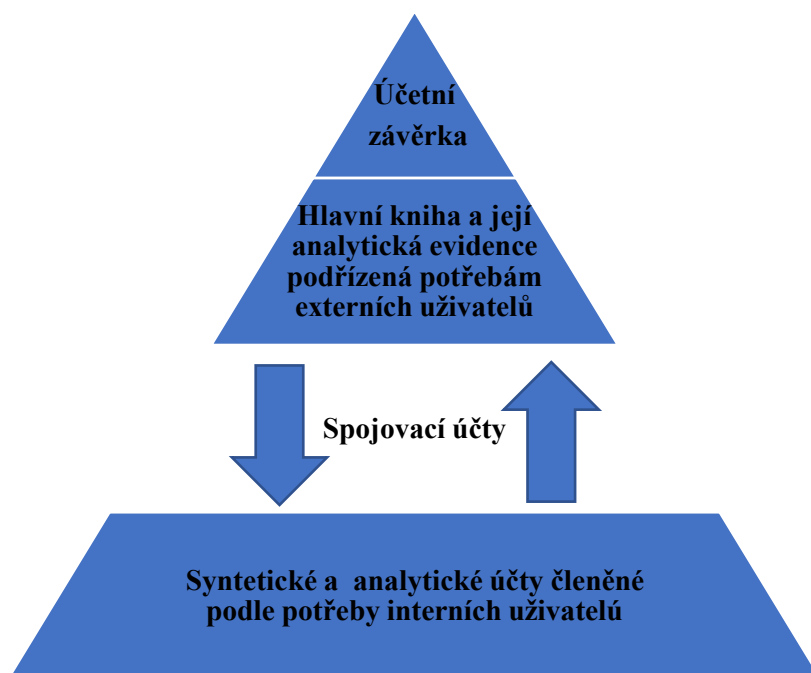 Účetní
závěrka
Hlavní kniha a její
analytická evidence
podřízená potřebám
externích uživatelů
Spojovací účty
Syntetické a  analytické účty členěné
podle potřeby interních uživatelú